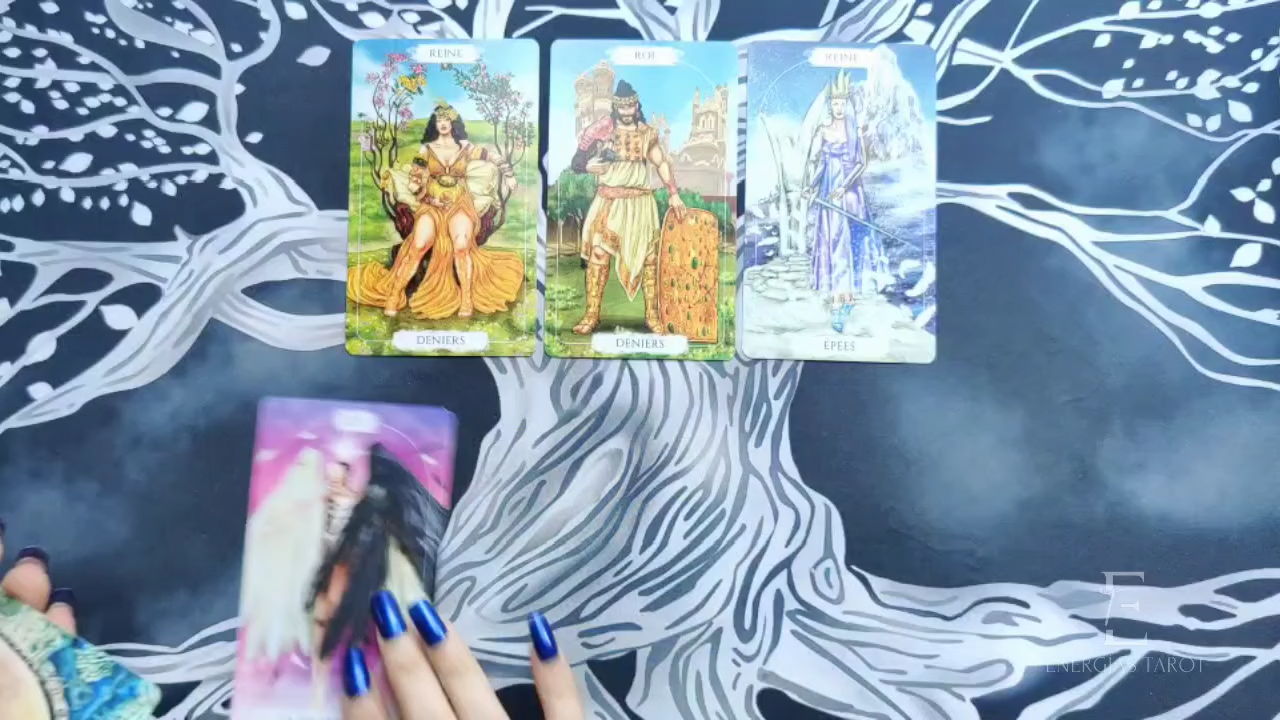 REINE
ROI
REINE
DENIERS
DENIERS
EPEES
E
ENERGIAS TAROT